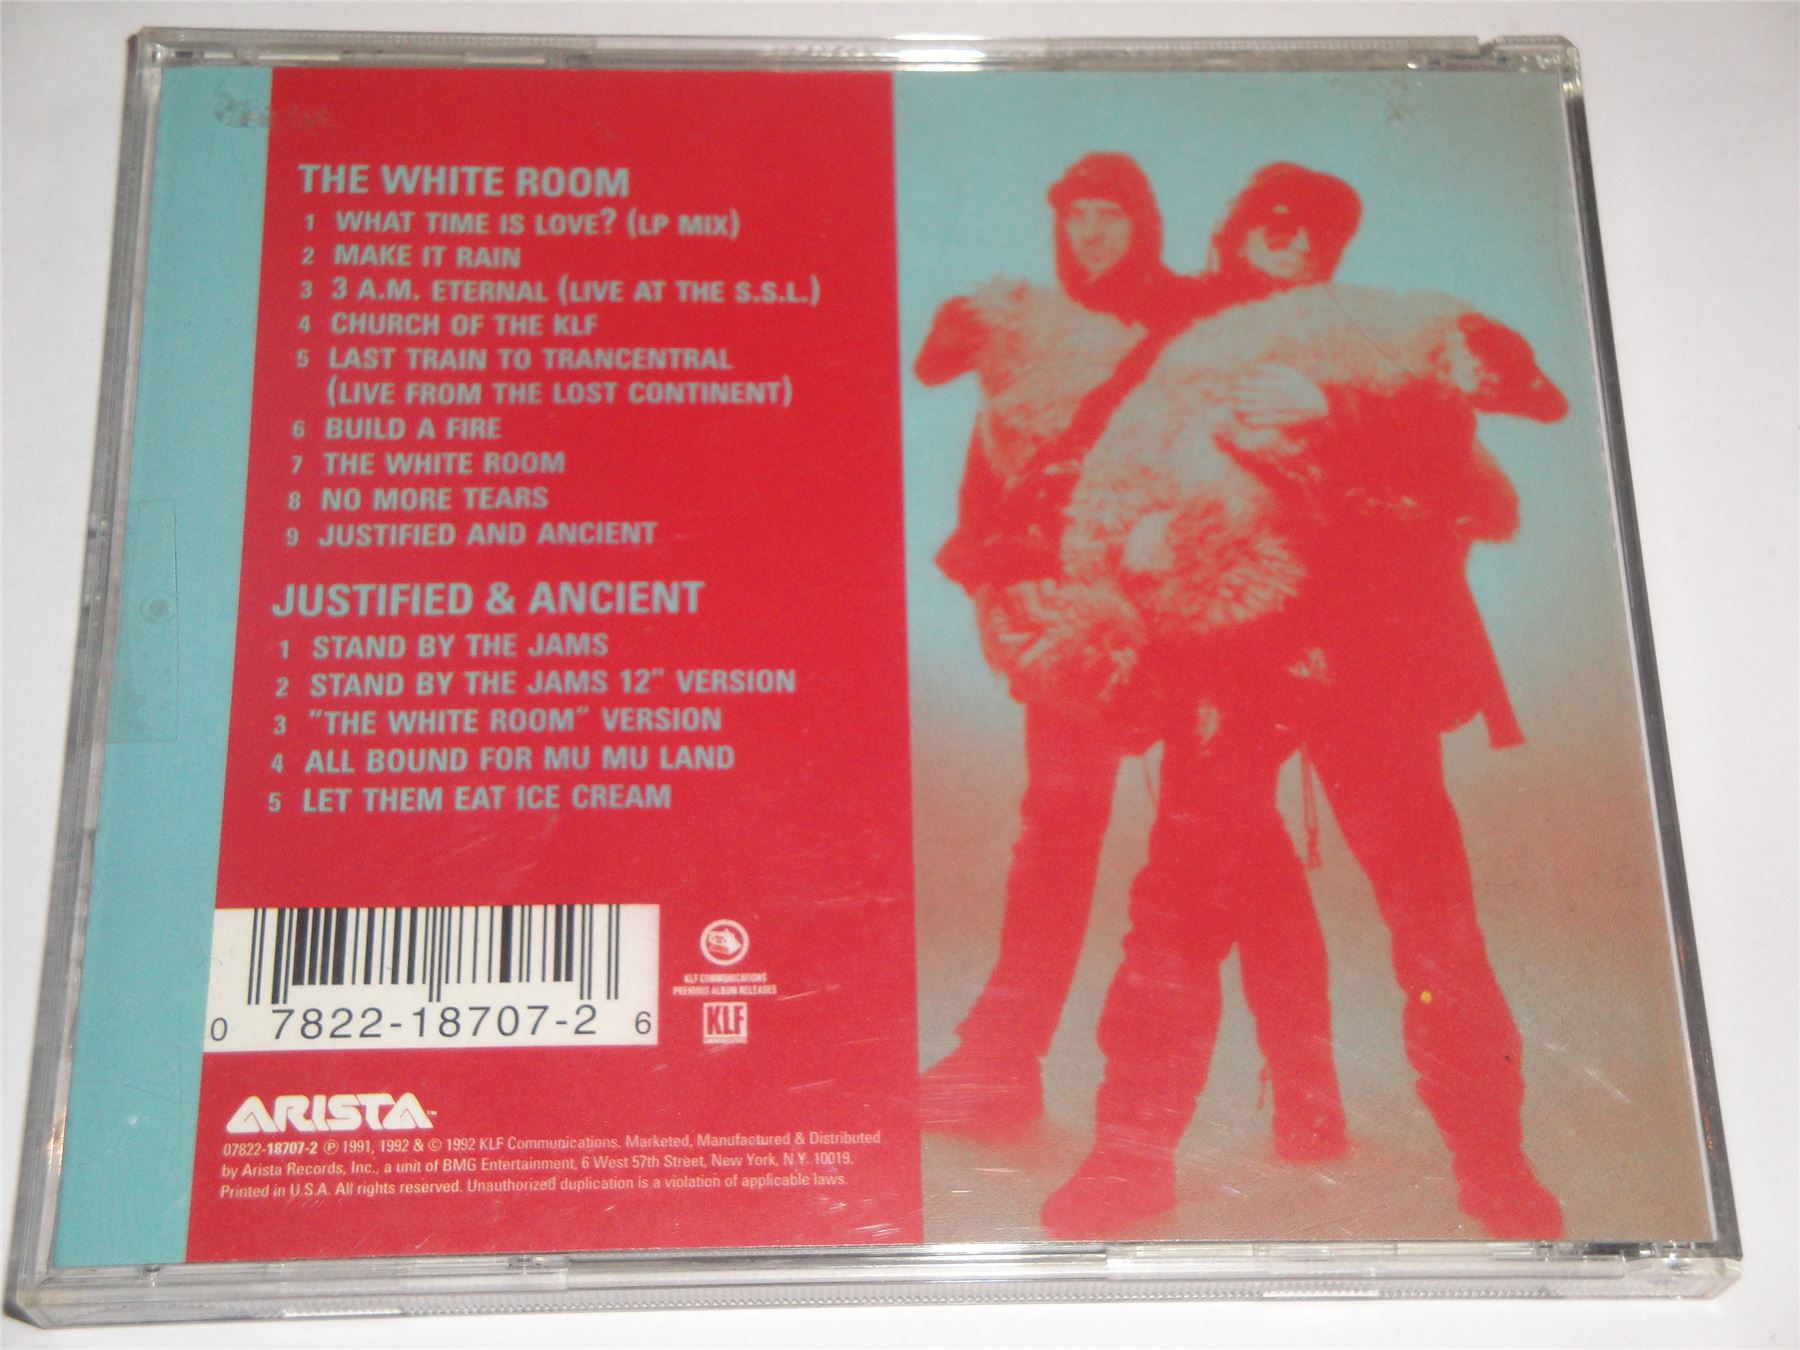 THE WHITE ROOM
1 WHAT TIME IS LOVE? (LP MIX)
2 MAKE IT RAIN
3 3 A.M. ETERNAL (LIVE AT THE S.S.L.)
4 CHURCH OF THE KLF
5 LAST TRAIN TO TRANCENTRAL
(LIVE FROM THE LOST CONTINENT)
6 BUILD A FIRE
7 THE WHITE ROOM
8 NO MORE TEARS
9 JUSTIFIED AND ANCIENT
JUSTIFIED & ANCIENT
1 STAND BY THE JAMS
2 STAND BY THE JAMS 12" VERSION
3 "THE WHITE ROOM" VERSION
4 ALL BOUND FOR MU MU LAND
5 LET THEM EAT ICE CREAM
0 7822-18707-2 6
KLF COMMUNICATIONS
PREVIOUS ALBUM RELEASES
KLF
COMMUNICATIONS
ARISTA™
07822-18707-2 ℗ 1991, 1992 & © 1992 KLF Communications. Marketed, Manufactured & Distributed
by Arista Records, Inc., a unit of BMG Entertainment, 6 West 57th Street, New York, N.Y. 10019.
Printed in U.S.A. All rights reserved. Unauthorized duplication is a violation of applicable laws.